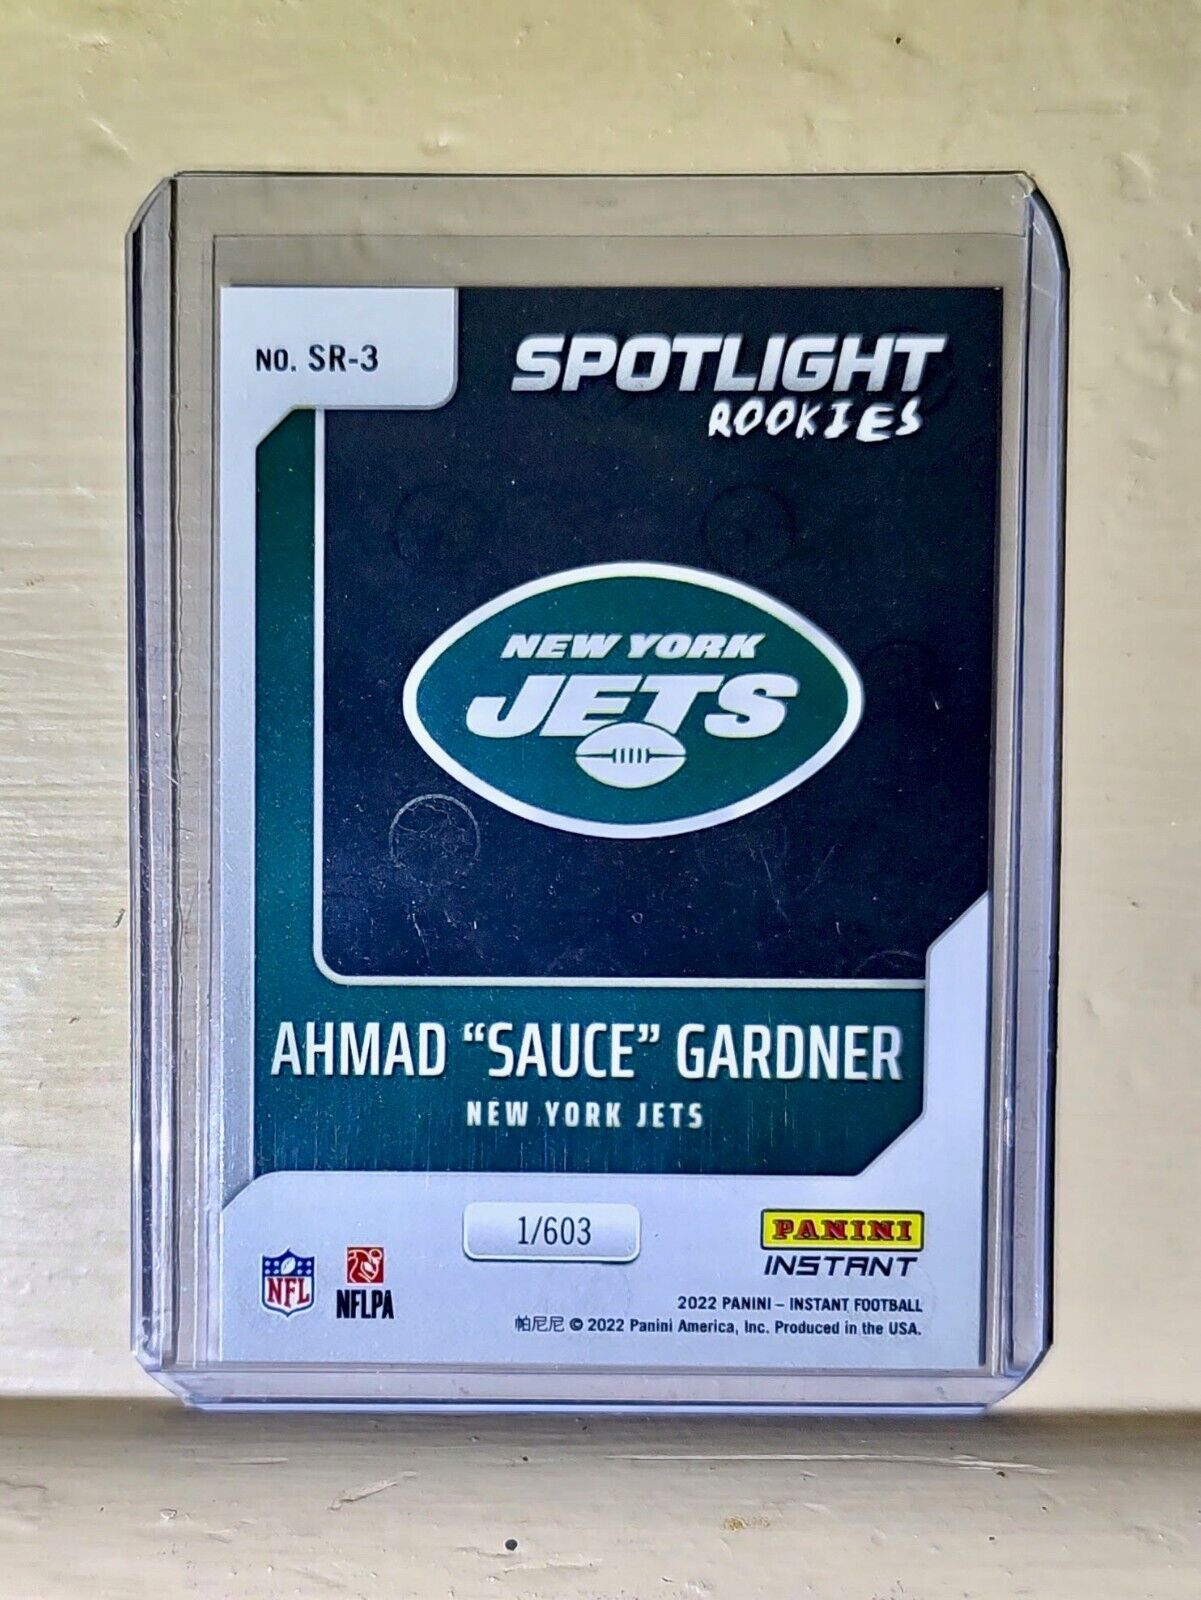 NO. SR-3
SPOTLIGHT
ROOKIES
NEW YORK
JETS
AHMAD “SAUCE” GARDNER
NEW YORK JETS
1/603
PANINI
INSTANT
NFL
NFLPA
2022 PANINI – INSTANT FOOTBALL
帕尼尼 © 2022 Panini America, Inc. Produced in the USA.